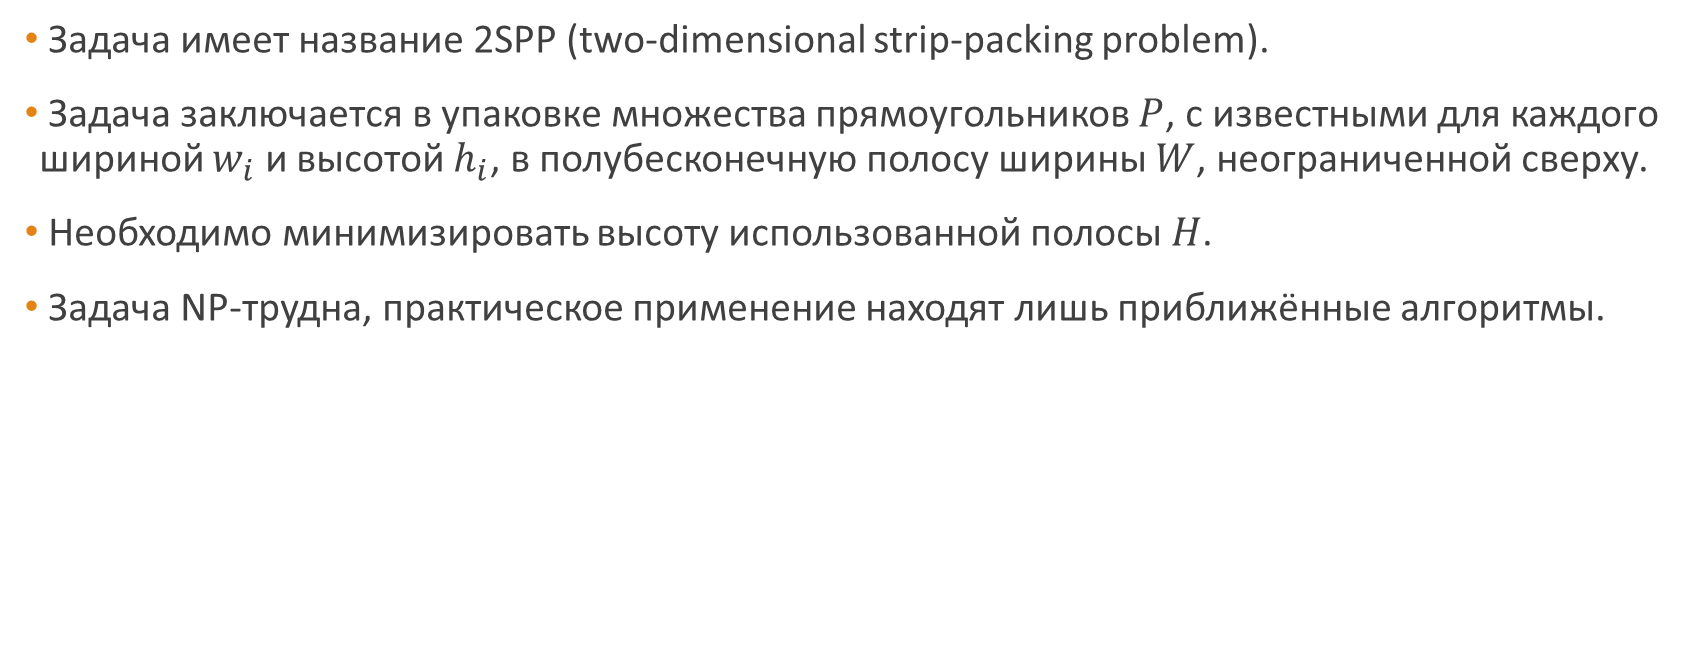 • Задача имеет название 2SPP (two-dimensional strip-packing problem).
• Задача заключается в упаковке множества прямоугольников P, с известными для каждого
шириной wᵢ и высотой hᵢ, в полубесконечную полосу ширины W, неограниченной сверху.
• Необходимо минимизировать высоту использованной полосы H.
• Задача NP-трудна, практическое применение находят лишь приближённые алгоритмы.